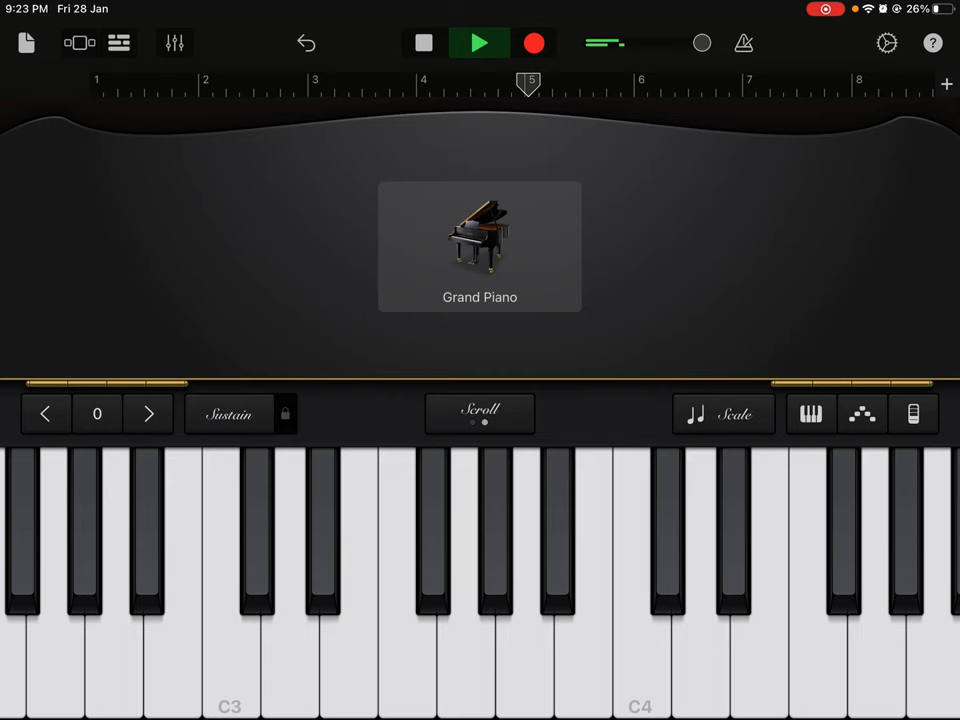 9:23 PM Fri 28 Jan 26%
?
1 2 3 4 5 6 7 8
Grand Piano
0 Sustain Scroll Scale
C3 C4